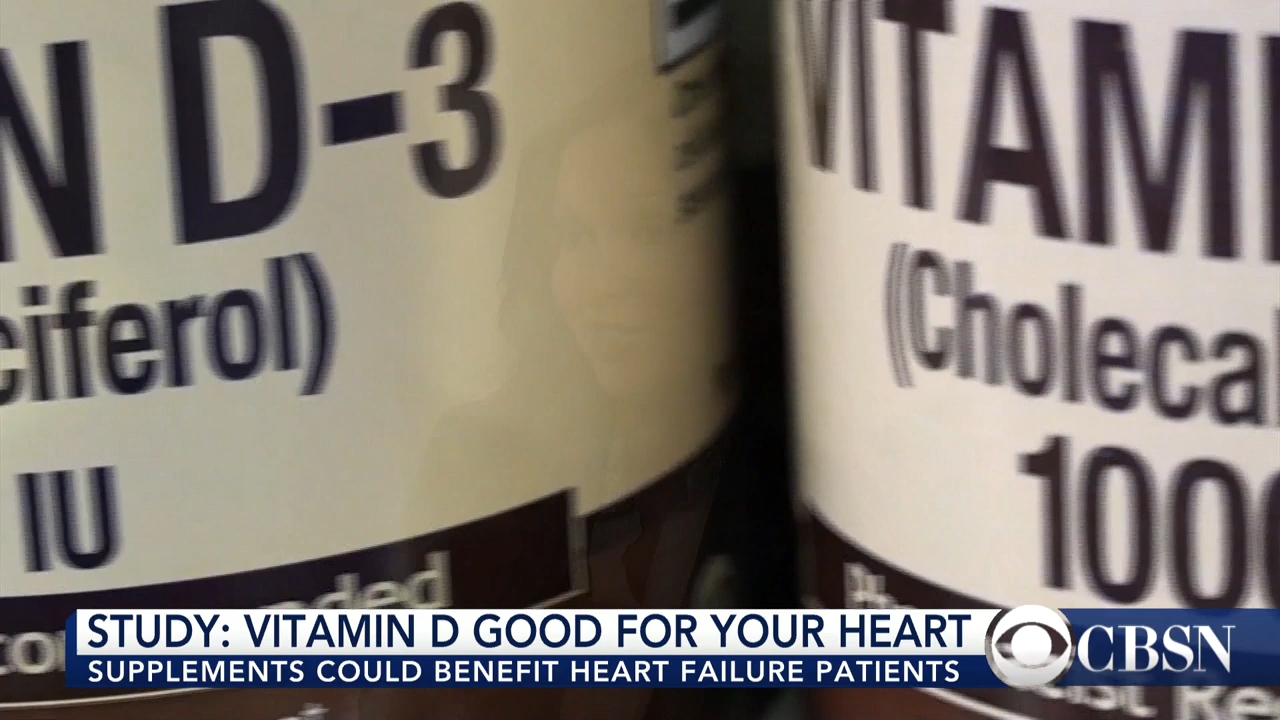 N D-3
ciferol)
IU
nded
VITAMI
(Cholecal
100
STUDY: VITAMIN D GOOD FOR YOUR HEART
SUPPLEMENTS COULD BENEFIT HEART FAILURE PATIENTS
CBSN